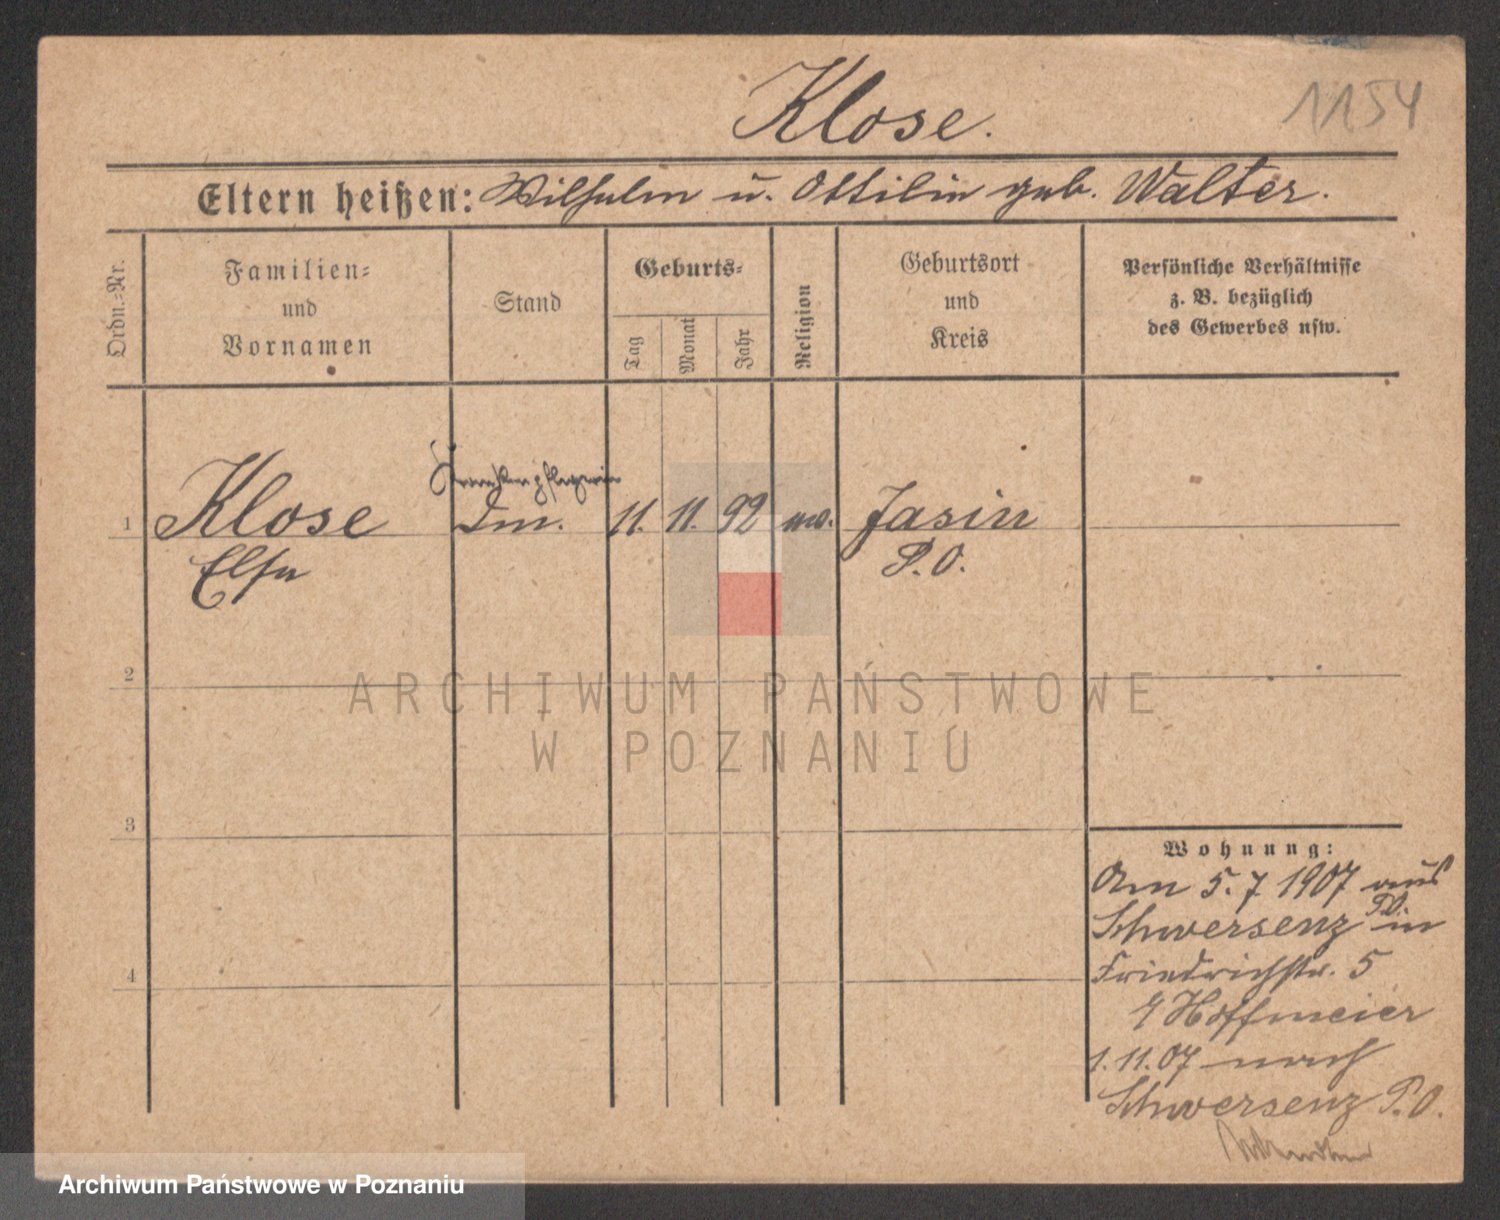 1154
Klose.
Eltern heißen: Wilhelm u. Ottilie geb. Walter.
Ordn.-Nr.
Familien-
und
Vornamen
Stand
Geburts-
Tag
Monat
Jahr
Religion
Geburtsort
und
Kreis
Persönliche Verhältnisse
z. B. bezüglich
des Gewerbes usw.
Krankenpflegerin
1 Klose 11. 11. 92 ev. Jasin
Else P. O.
2
3
4
Wohnung:
Am 5. 7 1907 aus
Schwersenz P.O. in
Friedrichstr. 5
Hoffmeier
1. 11. 07 nach
Schwersenz P. O.
ARCHIWUM PAŃSTWOWE
W POZNANIU
Archiwum Państwowe w Poznaniu